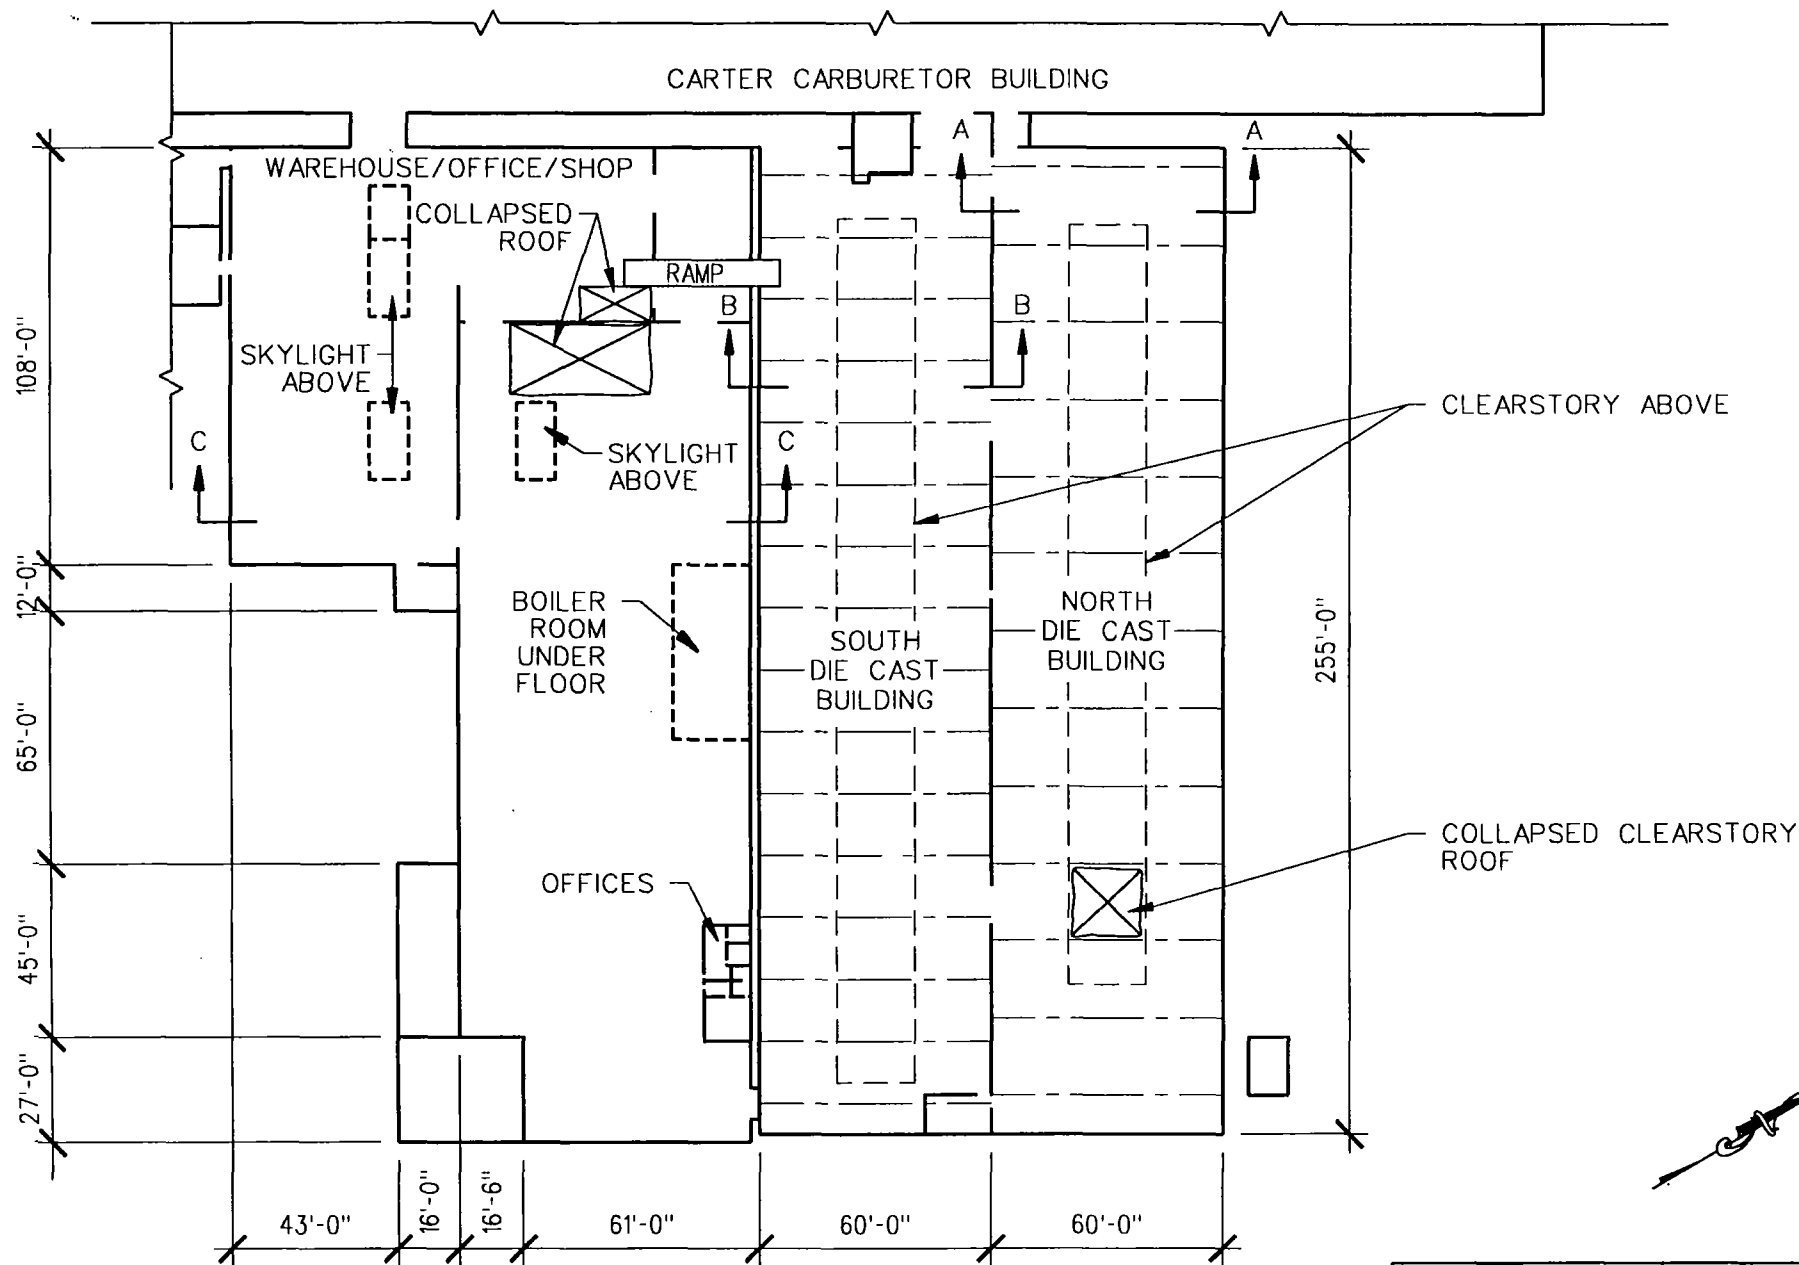 CARTER CARBURETOR BUILDING
A
A
WAREHOUSE/OFFICE/SHOP
COLLAPSED
ROOF
RAMP
B
B
108'-0"
SKYLIGHT
ABOVE
CLEARSTORY ABOVE
C
SKYLIGHT
ABOVE
C
12'-0"
BOILER
ROOM
UNDER
FLOOR
SOUTH
DIE CAST
BUILDING
NORTH
DIE CAST
BUILDING
255'-0"
65'-0"
COLLAPSED CLEARSTORY
ROOF
OFFICES
45'-0"
27'-0"
43'-0"
16'-0"
16'-6"
61'-0"
60'-0"
60'-0"